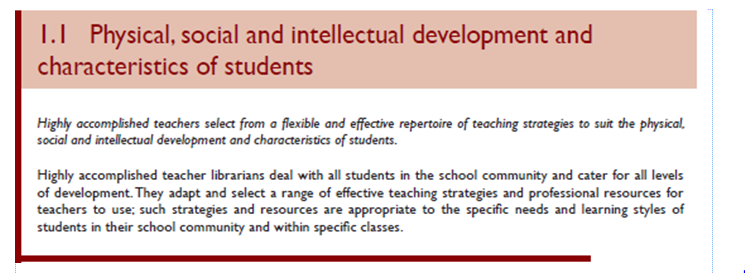 1.1 Physical, social and intellectual development and
characteristics of students
Highly accomplished teachers select from a flexible and effective repertoire of teaching strategies to suit the physical,
social and intellectual development and characteristics of students.
Highly accomplished teacher librarians deal with all students in the school community and cater for all levels
of development. They adapt and select a range of effective teaching strategies and professional resources for
teachers to use; such strategies and resources are appropriate to the specific needs and learning styles of
students in their school community and within specific classes.